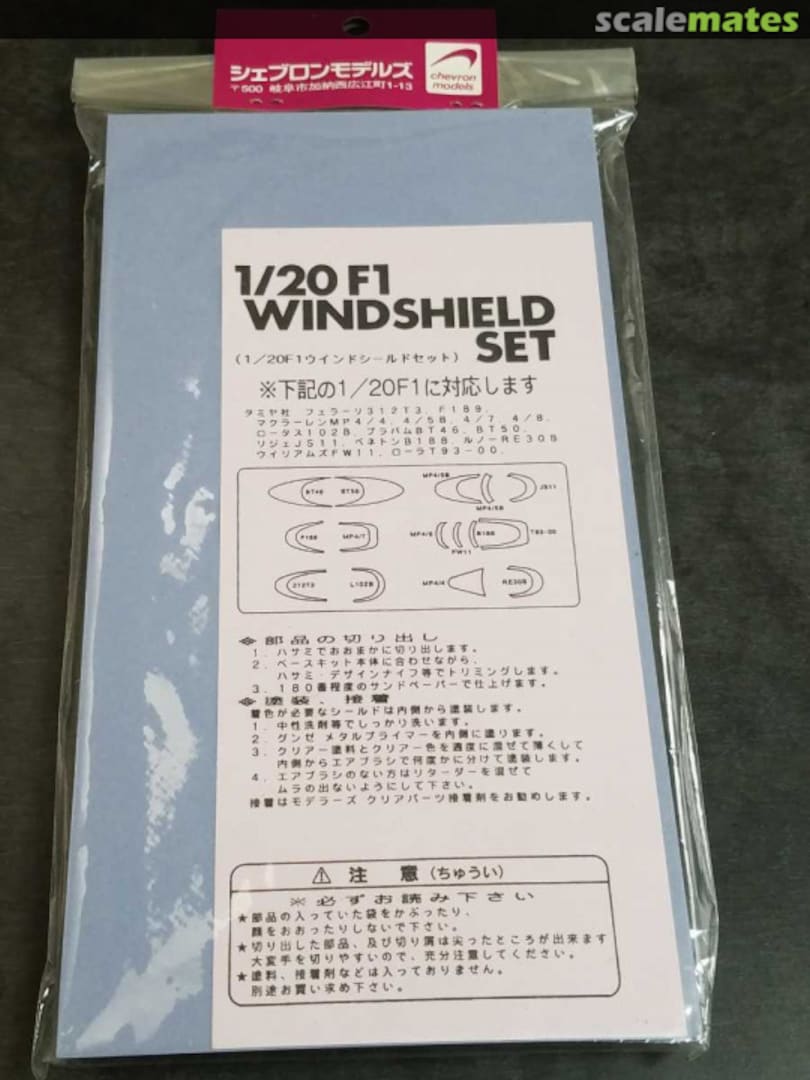 scalemates
シェブロンモデルズ
〒500 岐阜市加納西広江町1-13
chevron
models
1/20 F1
WINDSHIELD
SET
(1/20F1ウインドシールドセット)
※下記の1/20F1に対応します
タミヤ社 フェラーリ312T3、F189、
マクラーレンMP4/4、4/5B、4/7、4/8、
ロータス102B、ブラバムBT46、BT50、
リジェJS11、ベネトンB188、ルノーRE30B
ウイリアムズFW11、ローラT93-00、
MP4/5B
BT46 BT50 JS11
MP4/5B
F189 MP4/7 MP4/8 B188 T93-00
FW11
312T3 L102B MP4/4 RE30B
◈部品の切り出し
1. ハサミでおおまかに切り出します。
2. ベースキット本体に合わせながら、
ハサミ・デザインナイフ等でトリミングします。
3. 180番程度のサンドペーパーで仕上げます。
◈塗装、接着
着色が必要なシールドは内側から塗装します。
1. 中性洗剤等でしっかり洗います。
2. グンゼ メタルプライマーを内側に塗ります。
3. クリアー塗料とクリアー色を適度に混ぜて薄くして
内側からエアブラシで何度かに分けて塗装します。
4. エアブラシのない方はリターダーを混ぜて
ムラの出ないようにして下さい。
接着はモデラーズ クリアパーツ接着剤をお勧めします。
⚠ 注 意 (ちゅうい)
※必ずお読み下さい
★部品の入っていた袋をかぶったり、
顔をおおったりしないで下さい。
★切り出した部品、及び切り屑は尖ったところが出来ます
大変手を切りやすいので、充分注意してください。
★塗料、接着剤などは入っておりません。
別途お買い求め下さい。